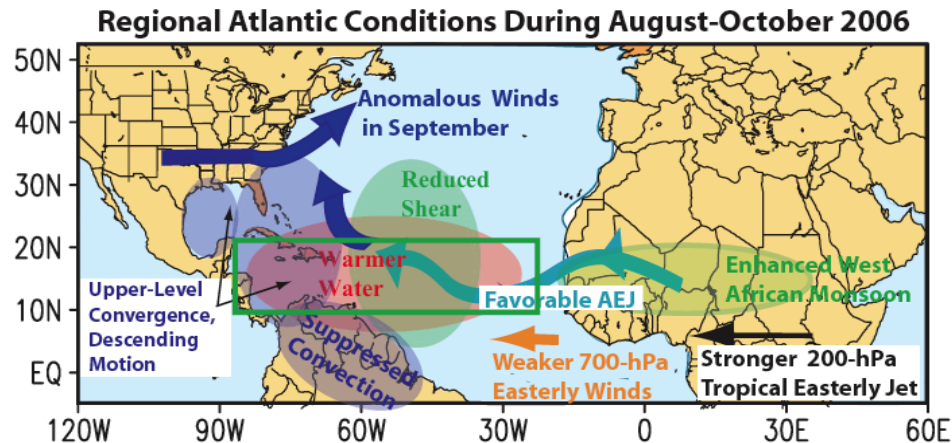 Regional Atlantic Conditions During August-October 2006
50N
40N
30N
20N
10N
EQ
Anomalous Winds
in September
Reduced
Shear
Warmer
Water
Favorable AEJ
Enhanced West
African Monsoon
Upper-Level
Convergence,
Descending
Motion
Suppressed
Convection
Weaker 700-hPa
Easterly Winds
Stronger 200-hPa
Tropical Easterly Jet
120W
90W
60W
30W
0
30E
60E